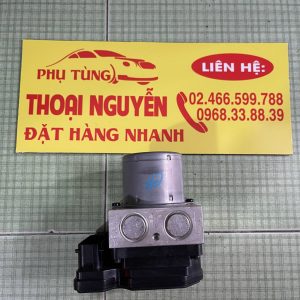 PHỤ TÙNG
THOẠI NGUYỄN
ĐẶT HÀNG NHANH
LIÊN HỆ:
02.466.599.788
0968.33.88.39